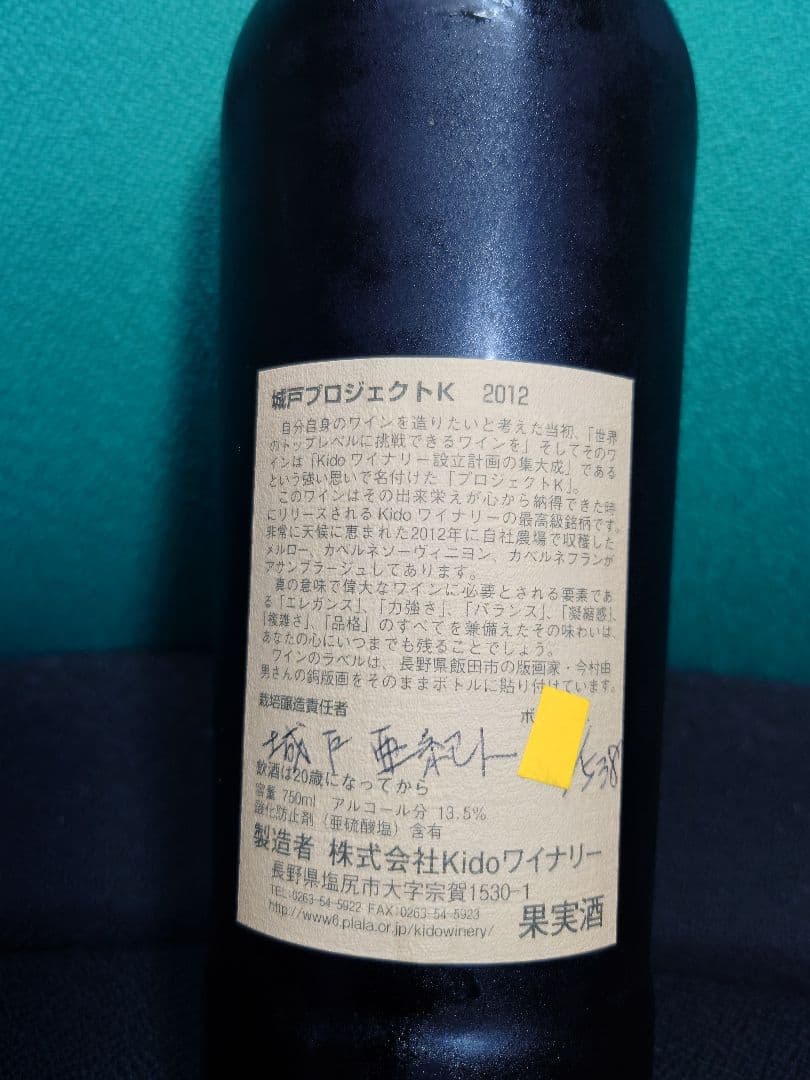 城戸プロジェクトK 2012
自分自身のワインを造りたいと考えた当初、「世界
のトップレベルに挑戦できるワインを」そしてそのワ
インは「Kido ワイナリー設立計画の集大成」である
という強い思いで名付けた「プロジェクトK」。
このワインはその出来栄えが心から納得できた時
にリリースされる Kido ワイナリーの最高級銘柄です。
非常に天候に恵まれた2012年に自社農場で収穫した
メルロー、カベルネソーヴィニヨン、カベルネフランが
アサンブラージュしてあります。
真の意味で偉大なワインに必要とされる要素であ
る「エレガンス」、「力強さ」、「バランス」、「凝縮感」、
「複雑さ」、「品格」のすべてを兼備えたその味わいは、
あなたの心にいつまでも残ることでしょう。
ワインのラベルは、長野県飯田市の版画家・今村由
男さんの銅版画をそのままボトルに貼り付けています。
栽培醸造責任者 ボ
城戸 亜紀人 /538
飲酒は20歳になってから
容量 750ml アルコール分 13.5%
酸化防止剤（亜硫酸塩）含有
製造者 株式会社Kidoワイナリー
長野県塩尻市大字宗賀1530-1
TEL:0263-54-5922 FAX:0263-54-5923
http://www6.plala.or.jp/kidowinery/
果実酒